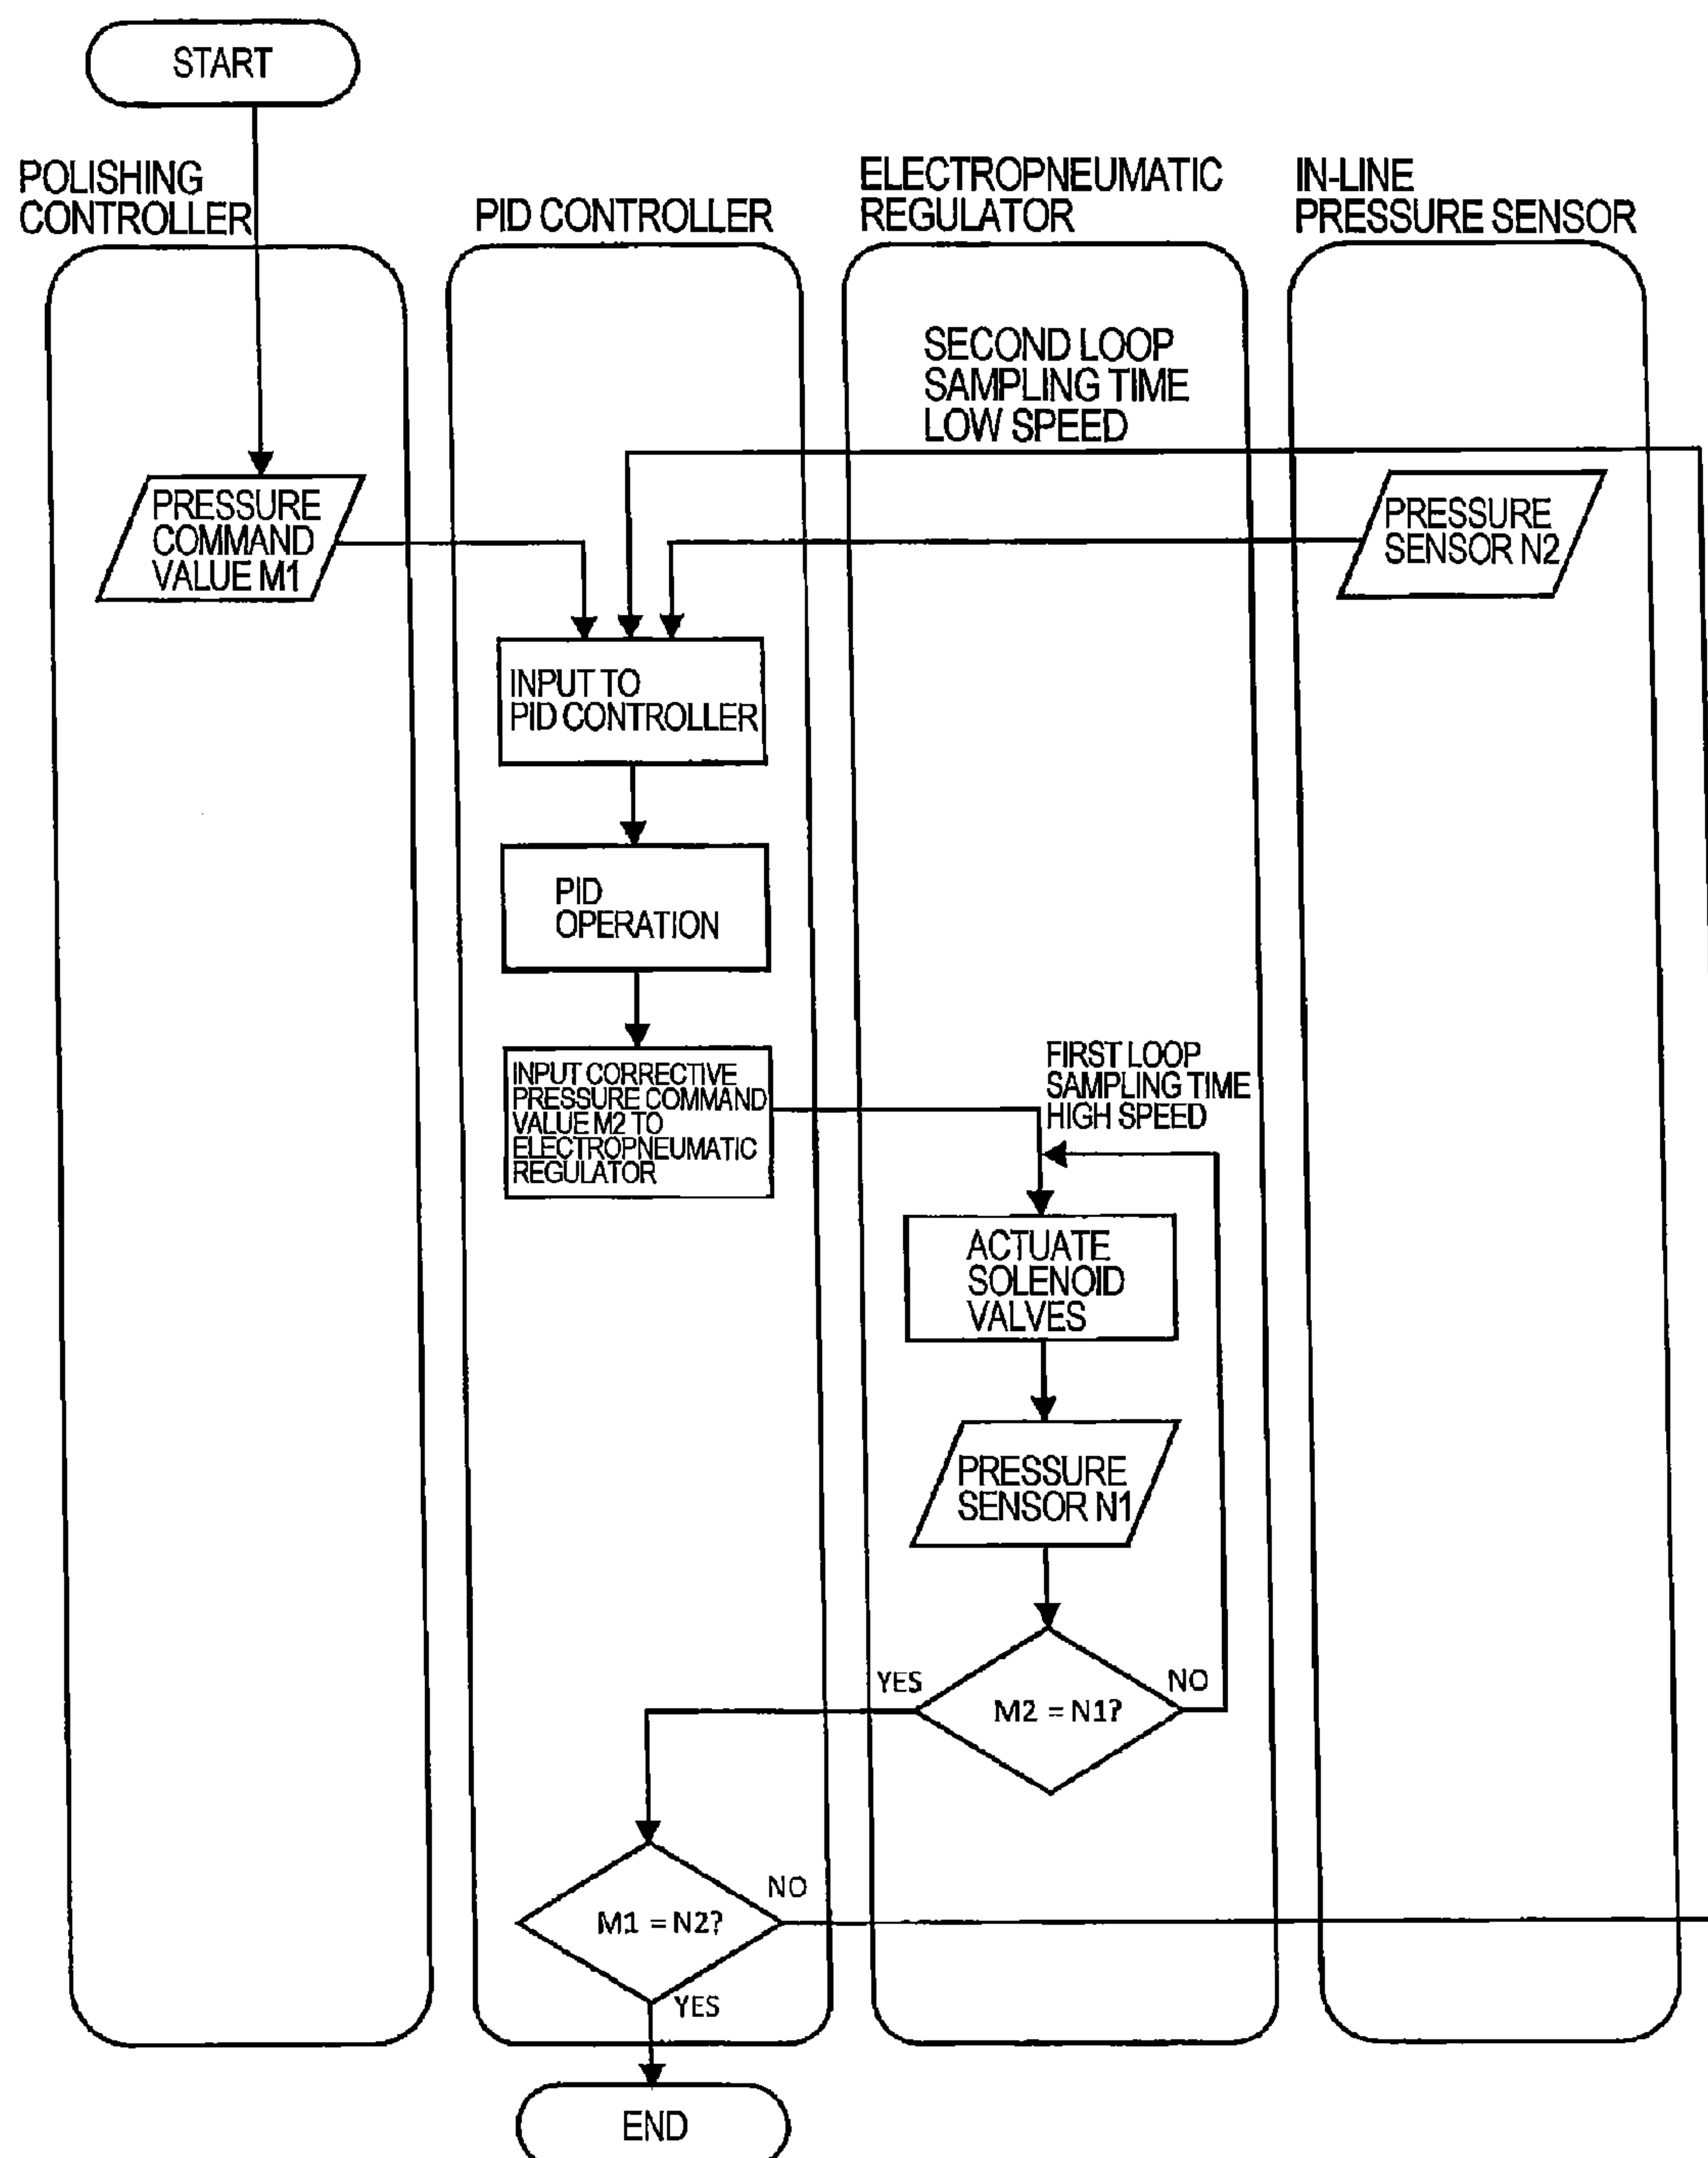 START
POLISHING
CONTROLLER
PID CONTROLLER
ELECTROPNEUMATIC
REGULATOR
IN-LINE
PRESSURE SENSOR
SECOND LOOP
SAMPLING TIME
LOW SPEED
PRESSURE
COMMAND
VALUE M1
PRESSURE
SENSOR N2
INPUT TO
PID CONTROLLER
PID
OPERATION
INPUT CORRECTIVE
PRESSURE COMMAND
VALUE M2 TO
ELECTROPNEUMATIC
REGULATOR
FIRST LOOP
SAMPLING TIME
HIGH SPEED
ACTUATE
SOLENOID
VALVES
PRESSURE
SENSOR N1
YES
M2 = N1?
NO
M1 = N2?
NO
YES
END